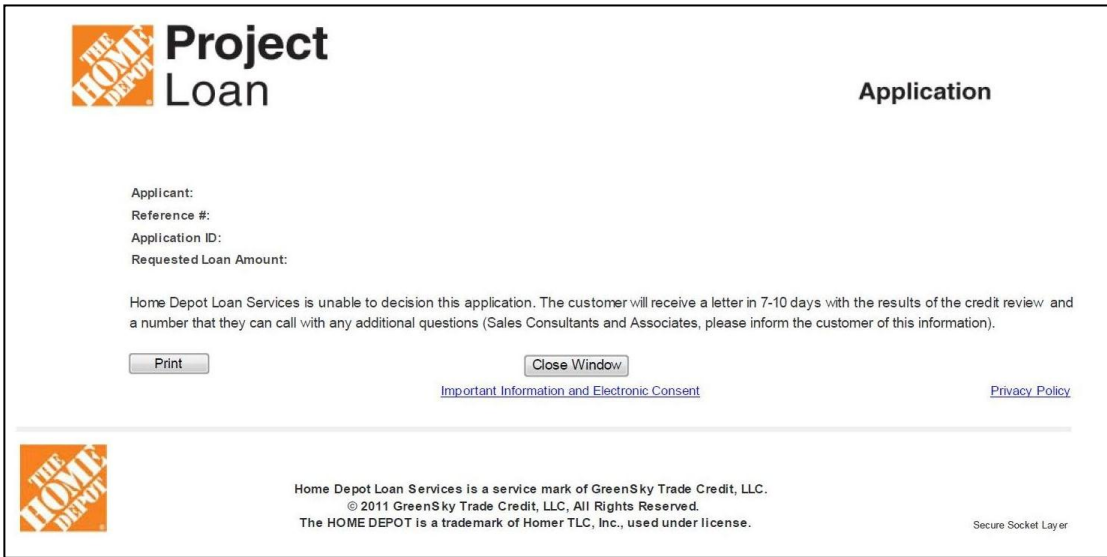 THE
HOME
DEPOT
Project
Loan
Application
Applicant:
Reference #:
Application ID:
Requested Loan Amount:
Home Depot Loan Services is unable to decision this application. The customer will receive a letter in 7-10 days with the results of the credit review and
a number that they can call with any additional questions (Sales Consultants and Associates, please inform the customer of this information).
Print
Close Window
Important Information and Electronic Consent
Privacy Policy
THE
HOME
DEPOT
Home Depot Loan Services is a service mark of GreenSky Trade Credit, LLC.
© 2011 GreenSky Trade Credit, LLC, All Rights Reserved.
The HOME DEPOT is a trademark of Homer TLC, Inc., used under license.
Secure Socket Layer